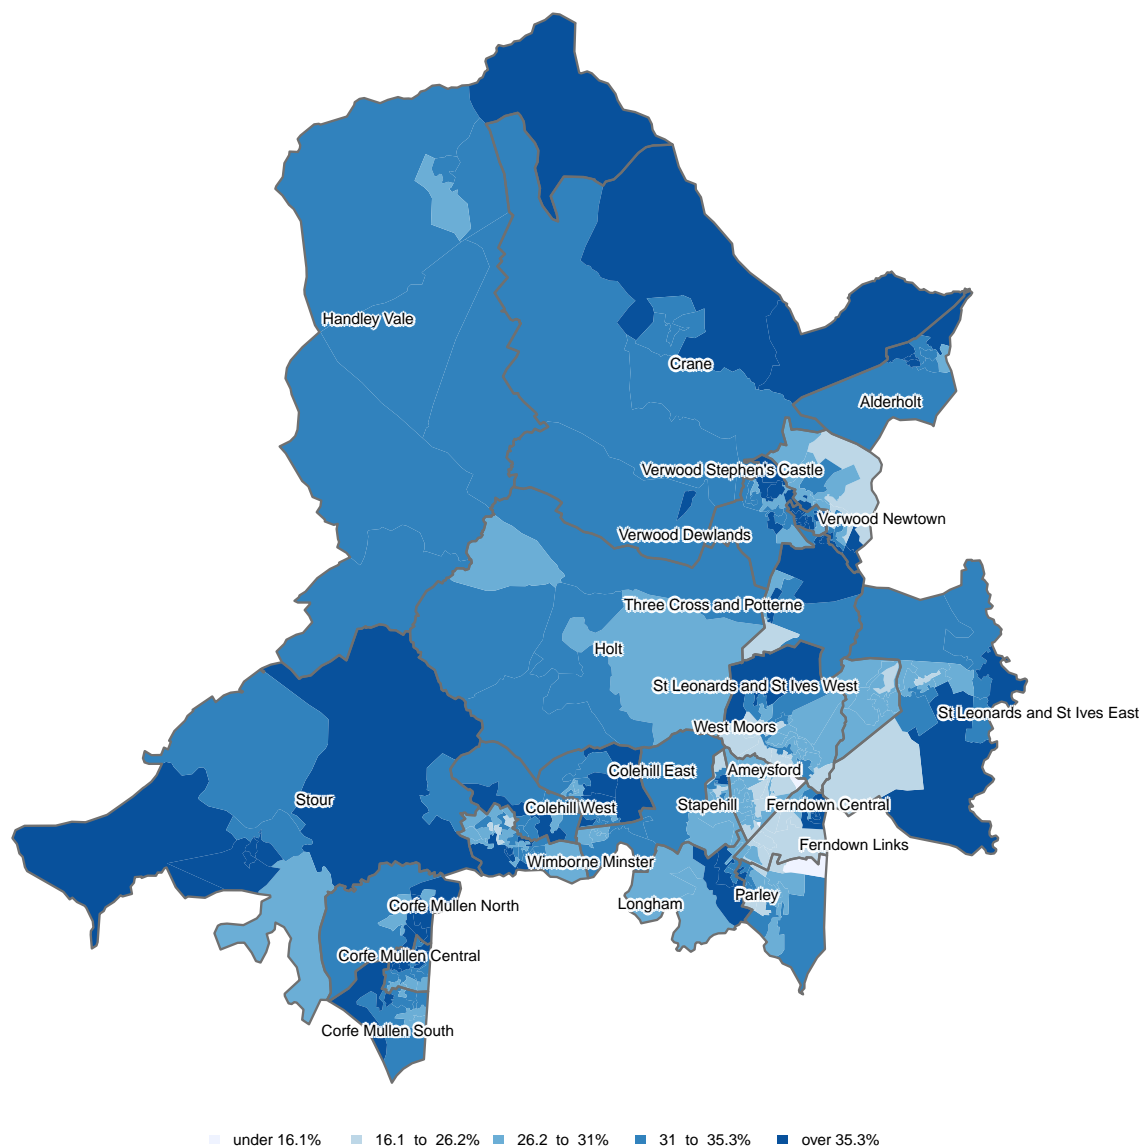 Handley Vale
Crane
Alderholt
Verwood Stephen's Castle
Verwood Newtown
Verwood Dewlands
Three Cross and Potterne
Holt
St Leonards and St Ives West
St Leonards and St Ives East
West Moors
Ameysford
Colehill East
Stour
Colehill West
Stapehill
Ferndown Central
Ferndown Links
Wimborne Minster
Parley
Longham
Corfe Mullen North
Corfe Mullen Central
Corfe Mullen South
under 16.1% 16.1 to 26.2% 26.2 to 31% 31 to 35.3% over 35.3%